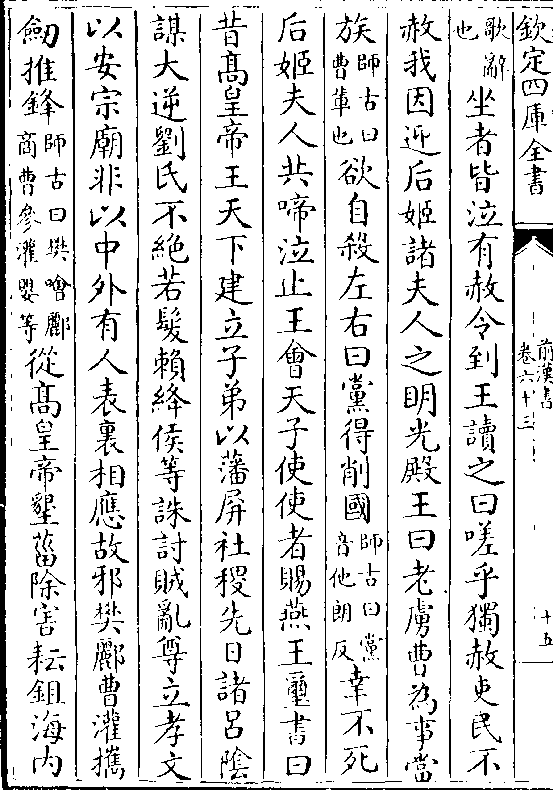 欽定四庫全書
前漢書
卷六十三
十五
歌辭
也
坐者皆泣有赦令到王讀之曰嗟乎獨赦吏民不
赦我因近后姬諸夫人之明光殿王曰老虜曹為事當
族
師古曰
曹輩也
欲自殺左右曰黨得削國
師古曰黨
音他朗反
幸不死
后姬夫人共啼泣止王會天子使使者賜燕王璽書曰
昔髙皇帝王天下建立子弟以藩屏社稷先日諸呂隂
謀大逆劉氏不絶若髮賴絳侯等誅討賊亂尊立孝文
以安宗廟非以中外有人表裏相應故邪樊酈曹灌攜
劒推鋒
師古曰樊噲酈
商曹參灌嬰等
從髙皇帝墾菑除害耘鉏海内